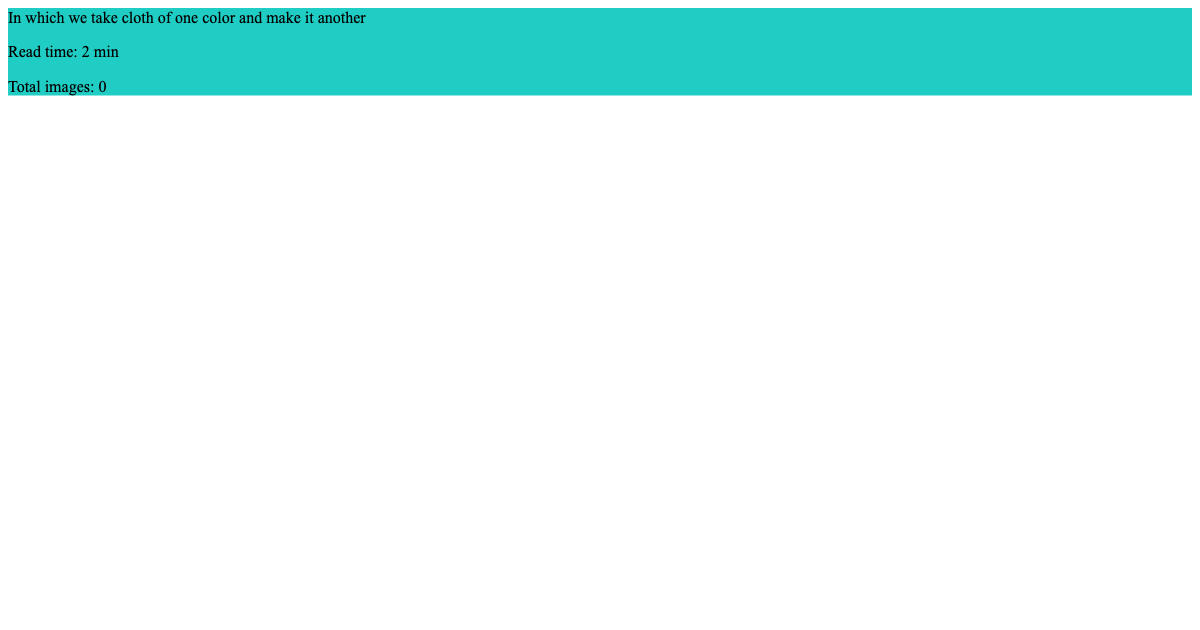 In which we take cloth of one color and make it another
Read time: 2 min
Total images: 0